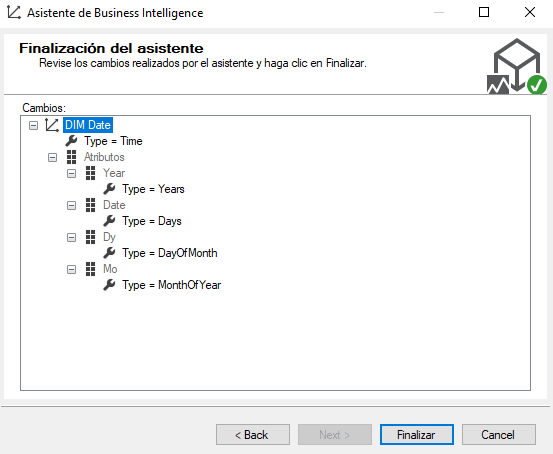 Asistente de Business Intelligence
Finalización del asistente
Revise los cambios realizados por el asistente y haga clic en Finalizar.
Cambios:
DIM Date
Type = Time
Atributos
Year
Type = Years
Date
Type = Days
Dy
Type = DayOfMonth
Mo
Type = MonthOfYear
< Back
Next >
Finalizar
Cancel